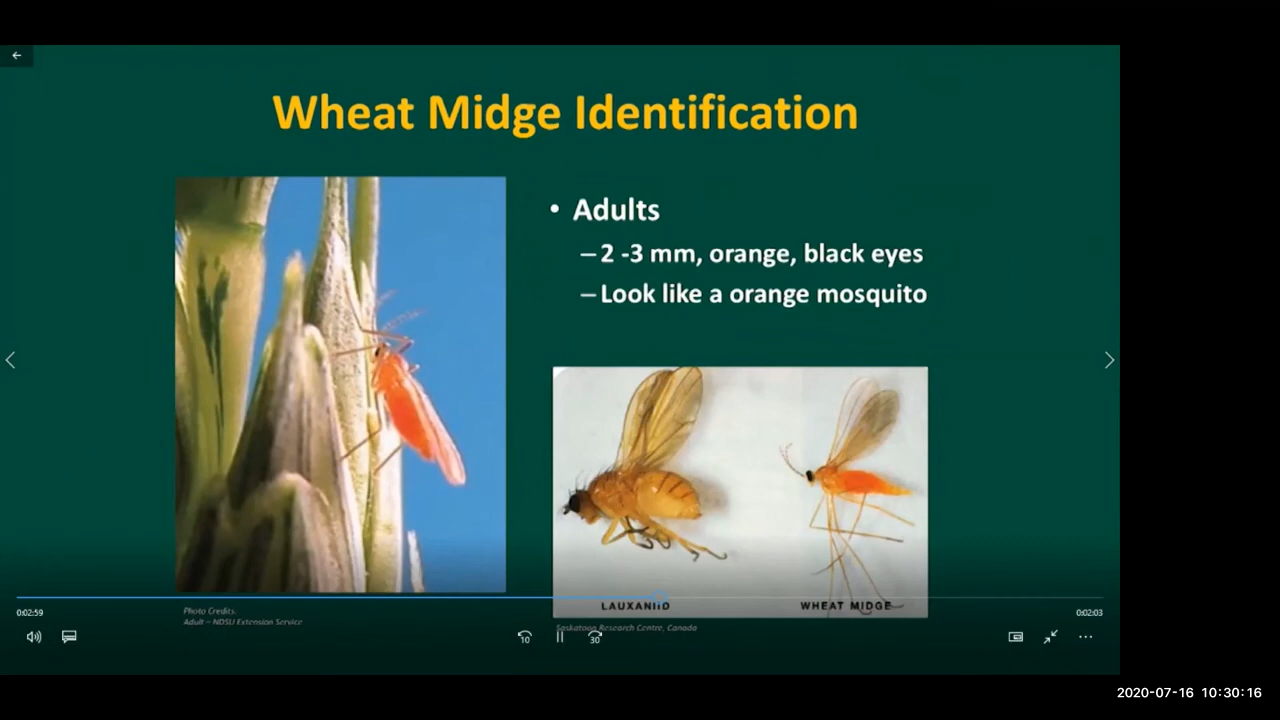 Wheat Midge Identification
• Adults
–2 -3 mm, orange, black eyes
–Look like a orange mosquito
LAUXANIID
WHEAT MIDGE
0:02:59
0:02:03
Photo Credits.
Adult – NDSU Extension Service
Saskatoon Research Centre, Canada
10
30
2020-07-16 10:30:16